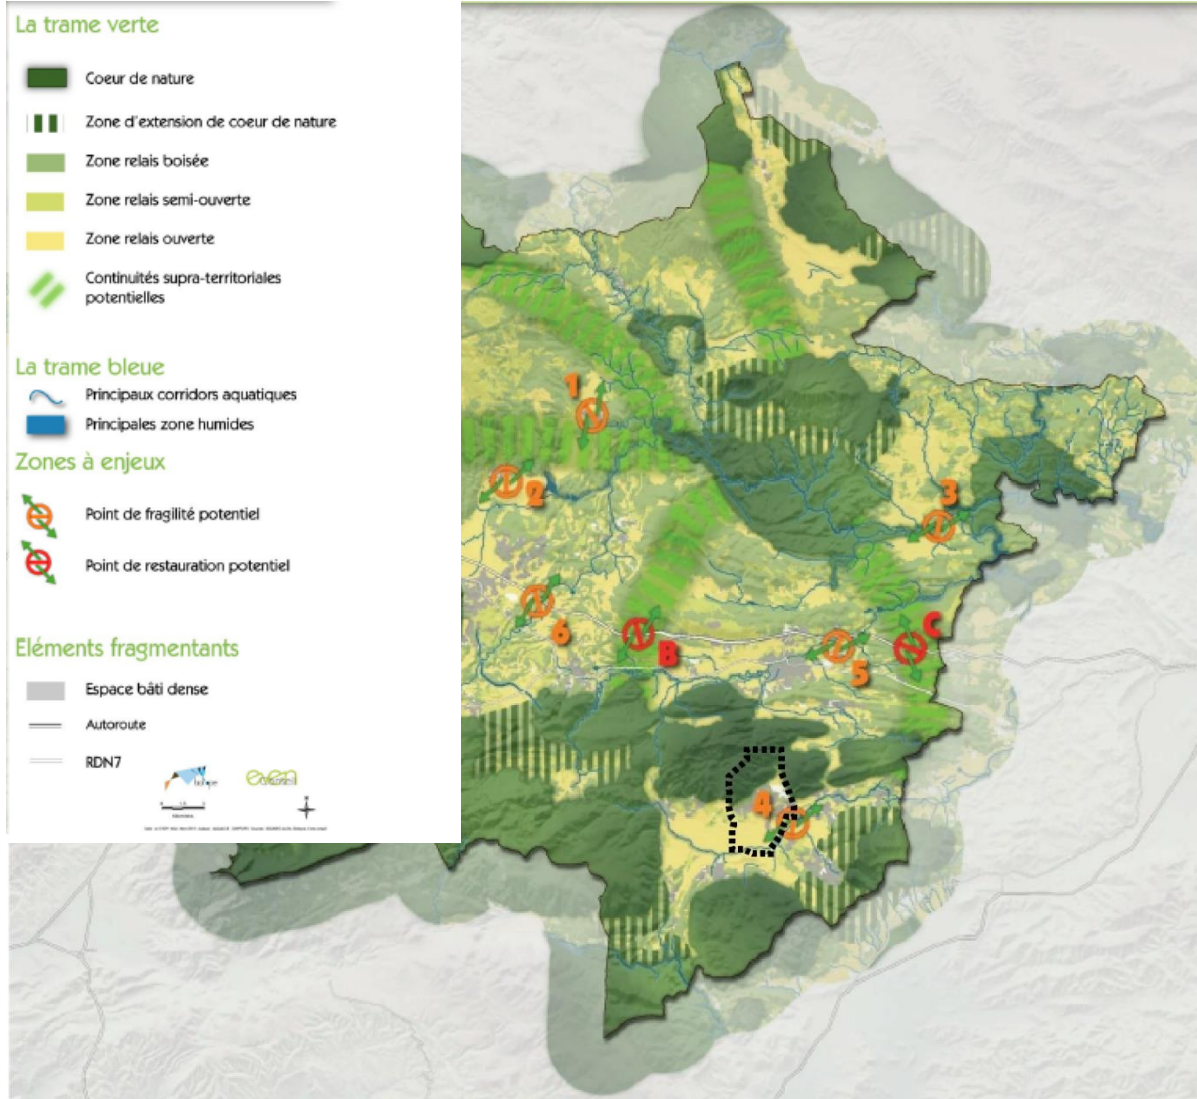 La trame verte
Coeur de nature
Zone d'extension de coeur de nature
Zone relais boisée
Zone relais semi-ouverte
Zone relais ouverte
Continuités supra-territoriales
potentielles
La trame bleue
Principaux corridors aquatiques
Principales zone humides
Zones à enjeux
Point de fragilité potentiel
Point de restauration potentiel
Eléments fragmentants
Espace bâti dense
Autoroute
RDN7
even
1
2
3
6
B
5
C
4